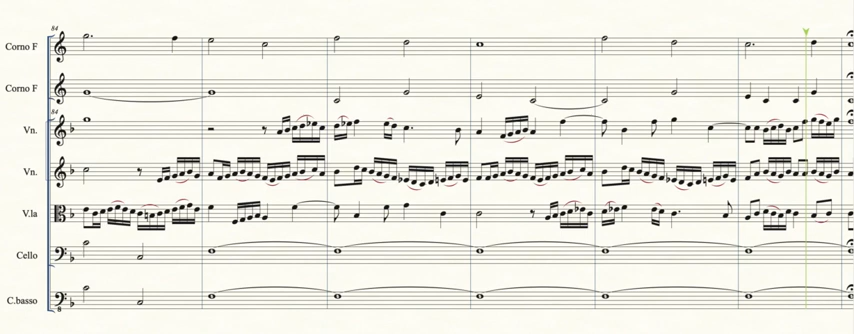 84
Corno F
Corno F
84
Vn.
Vn.
V.la
Cello
C.basso
8